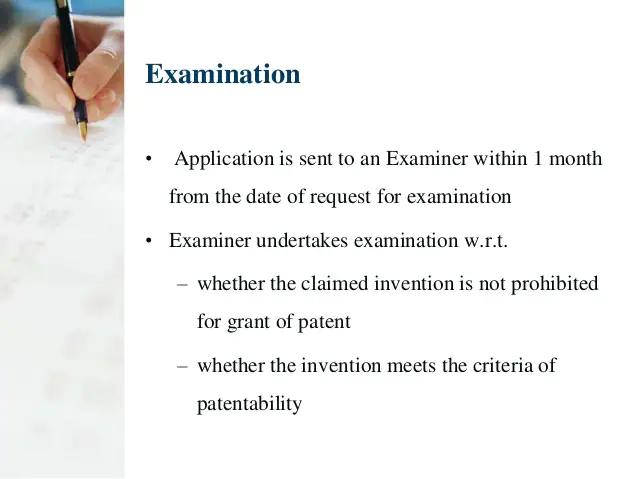 Examination
• Application is sent to an Examiner within 1 month
from the date of request for examination
• Examiner undertakes examination w.r.t.
– whether the claimed invention is not prohibited
for grant of patent
– whether the invention meets the criteria of
patentability